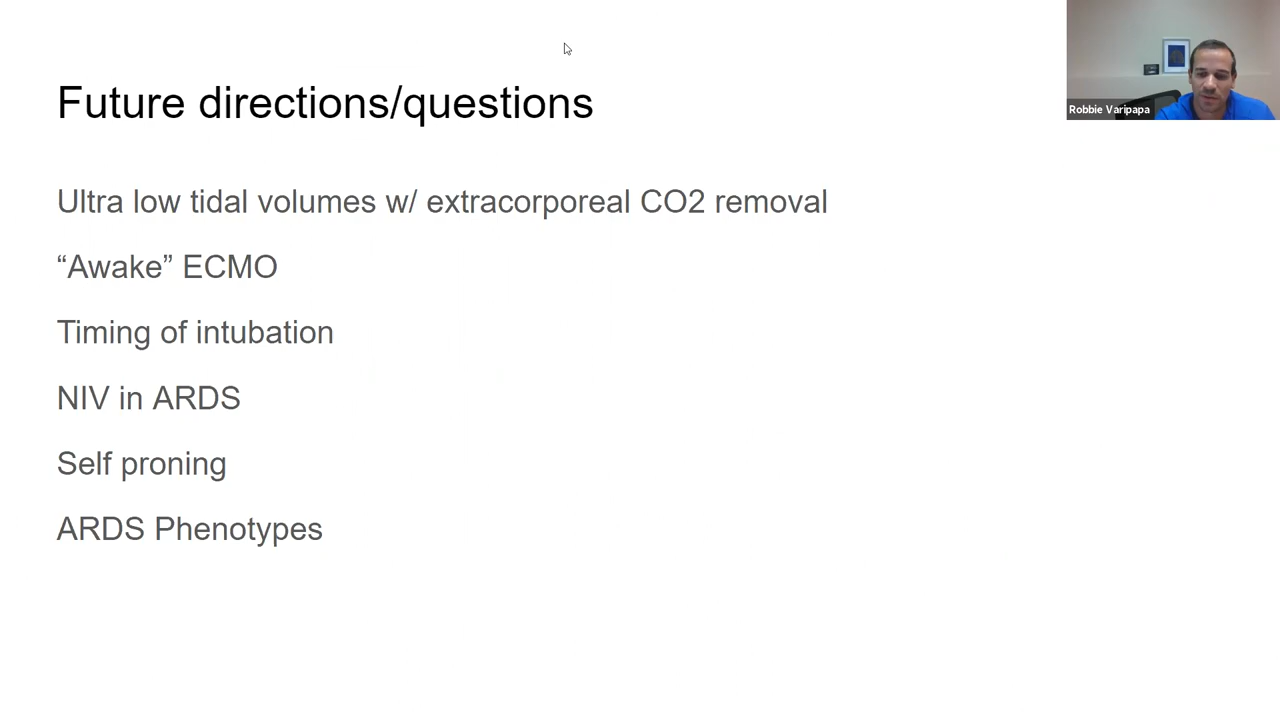 Future directions/questions
Robbie Varipapa
Ultra low tidal volumes w/ extracorporeal CO2 removal
“Awake” ECMO
Timing of intubation
NIV in ARDS
Self proning
ARDS Phenotypes